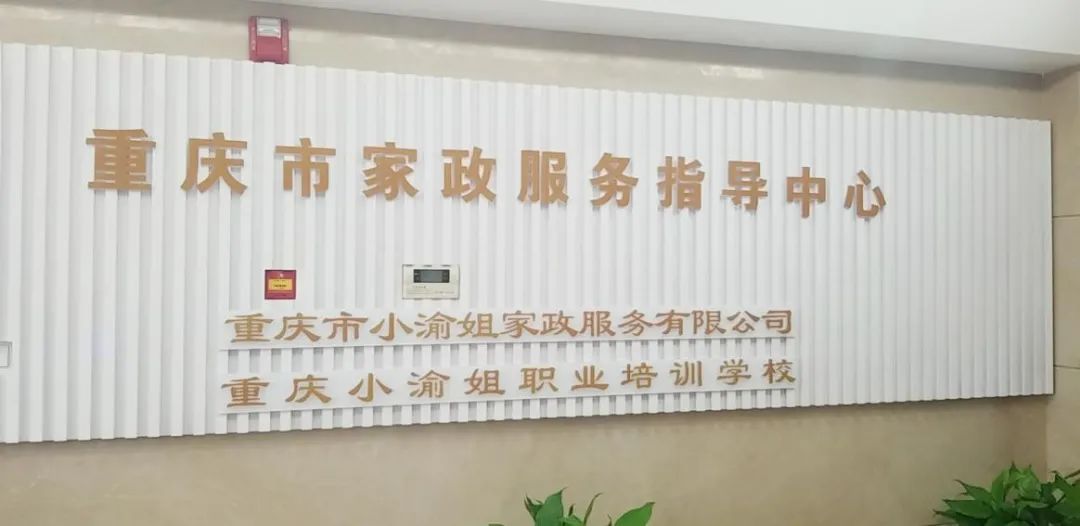 重庆市家政服务指导中心
重庆市小渝姐家政服务有限公司
重庆小渝姐职业培训学校